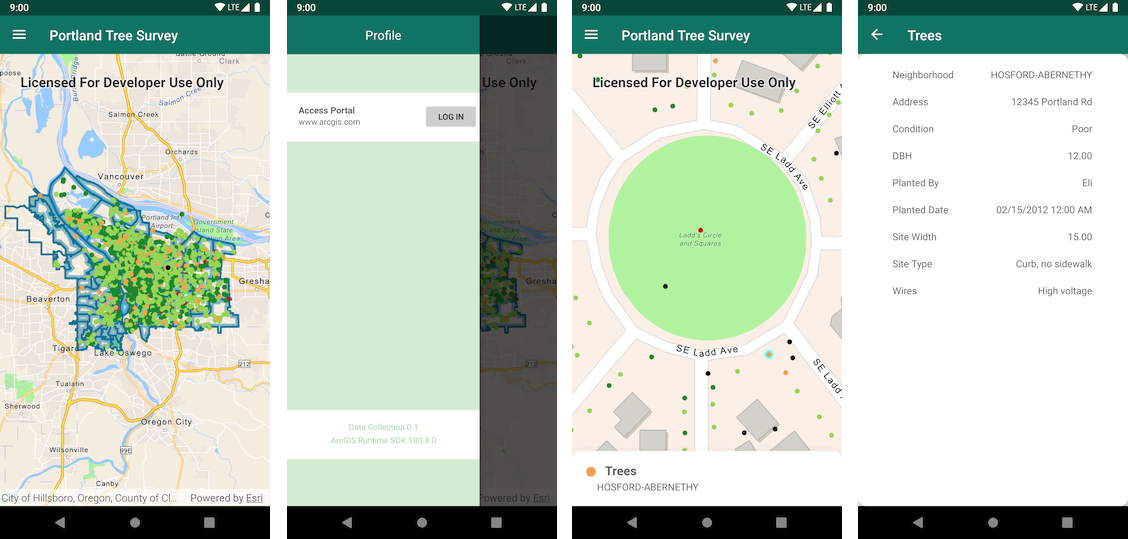 9:00
LTE
Portland Tree Survey
Battle Ground
Clark
Licensed For Developer Use Only
Salmon Creek
Salmon Creek
Orchards
Vancouver
Portland Int
Airport
Government
Island State
Beaverton
Gresha
Tigard
Lake Oswego
212
Tualatin
Sherwood
Oregon City
Wilsonville
99E
Canby
City of Hillsboro, Oregon, County of Cl...
Powered by Esri
9:00
LTE
Profile
Use Only
Access Portal
www.arcgis.com
LOG IN
Data Collection 0.1
ArcGIS Runtime SDK 100.8.0
Powered by Esri
9:00
LTE
Portland Tree Survey
Licensed For Developer Use Only
SE Elliott A
SE Ladd Ave
Ladd's Circle
and Squares
SE Ladd Ave
SE Ladd
Trees
HOSFORD-ABERNETHY
9:00
LTE
Trees
Neighborhood HOSFORD-ABERNETHY
Address 12345 Portland Rd
Condition Poor
DBH 12.00
Planted By Eli
Planted Date 02/15/2012 12:00 AM
Site Width 15.00
Site Type Curb, no sidewalk
Wires High voltage